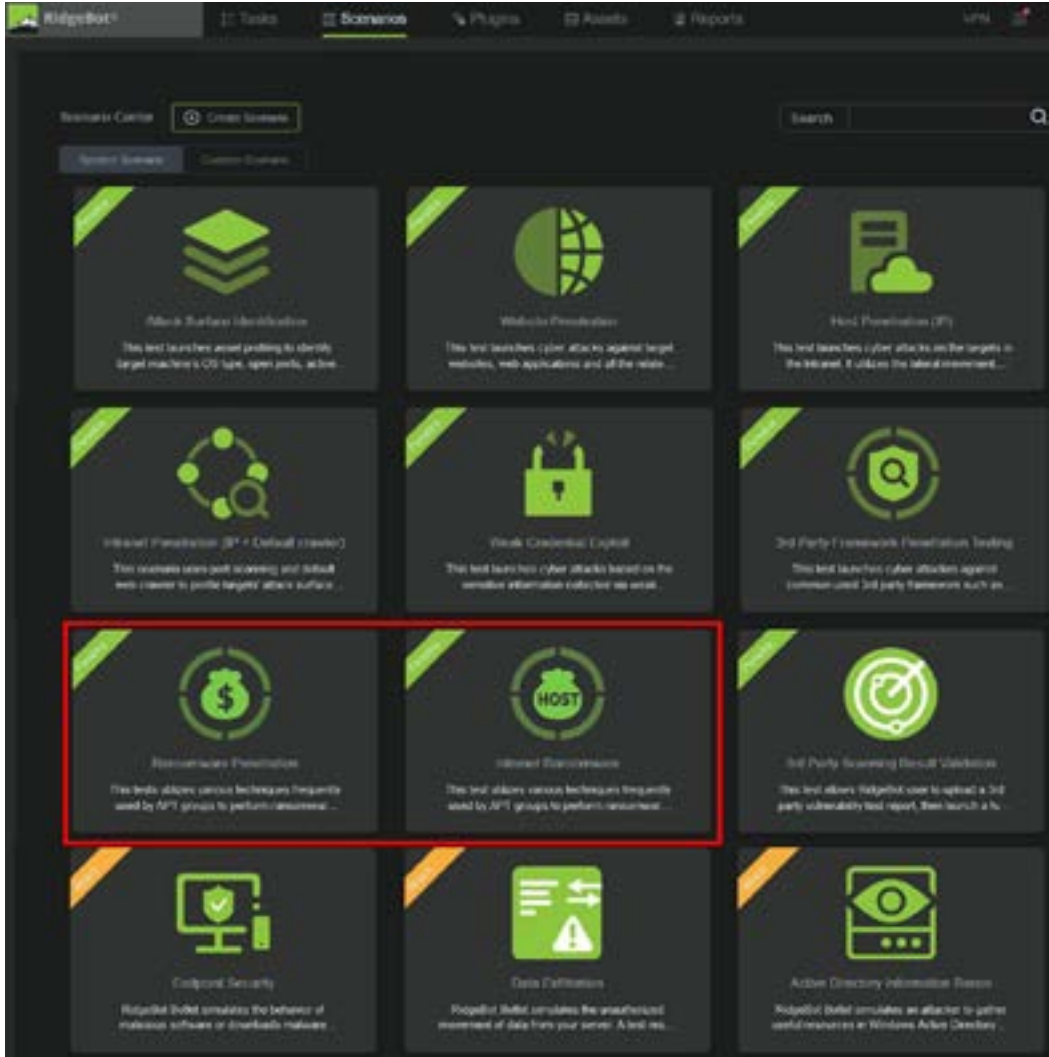 RidgeBot®
Tasks
Scenarios
Plugins
Assets
Reports
VPN
Scenario Center
Create Scenario
Search
System Scenario
Custom Scenario
Attack Surface Identification
This test launches asset profiling to identify
target machine's OS type, open ports, active...
Website Penetration
This test launches cyber attacks against target
websites, web applications and all the relate...
Host Penetration (IP)
This test launches cyber attacks on the targets in
the Intranet. It utilizes the lateral movement...
Intranet Penetration (IP + Default crawler)
This scenario uses port scanning and default
web crawler to profile targets' attack surface...
Weak Credential Exploit
This test launches cyber attacks based on the
sensitive information collected via weak...
3rd Party Framework Penetration Testing
This test launches cyber attacks against
common used 3rd party framework such as...
$
Ransomware Penetration
This tests utilizes various techniques frequently
used by APT groups to perform ransomwar...
HOST
Intranet Ransomware
This test utilizes various techniques frequently
used by APT groups to perform ransomwar...
3rd Party Scanning Result Validation
This test allows RidgeBot user to upload a 3rd
party vulnerability test report, then launch a fu...
Endpoint Security
RidgeBot Botlet simulates the behavior of
malicious software or downloads malware...
Data Exfiltration
RidgeBot Botlet simulates the unauthorized
movement of data from your server. A test res...
Active Directory Information Recon
RidgeBot Botlet simulates an attacker to gather
useful resources in Windows Active Directory...